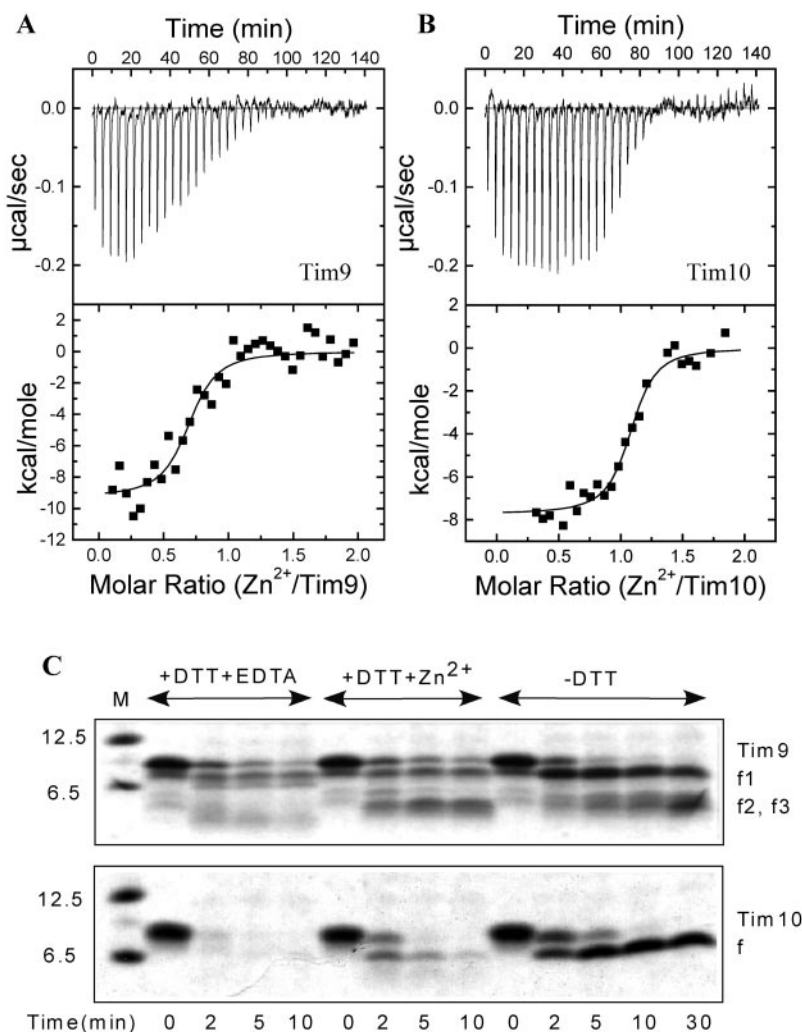 A
Time (min)
0 20 40 60 80 100 120 140
0.0
-0.1
-0.2
µcal/sec
Tim9
2
0
-2
-4
-6
-8
-10
-12
kcal/mole
0.0 0.5 1.0 1.5 2.0
Molar Ratio (Zn2+/Tim9)
B
Time (min)
0 20 40 60 80 100 120 140
0.0
-0.1
-0.2
µcal/sec
Tim10
2
0
-2
-4
-6
-8
kcal/mole
0.0 0.5 1.0 1.5 2.0
Molar Ratio (Zn2+/Tim10)
C
+DTT+EDTA +DTT+Zn2+ -DTT
M
12.5
6.5
Tim9
f1
f2, f3
12.5
6.5
Tim10
f
Time(min) 0 2 5 10 0 2 5 10 0 2 5 10 30